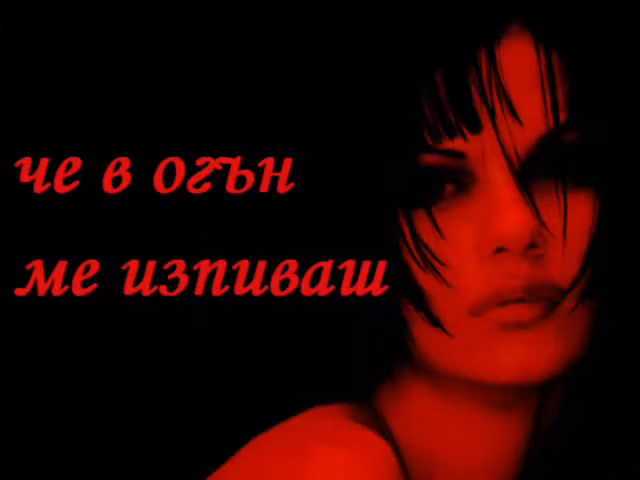 че в огън
ме изпиваш